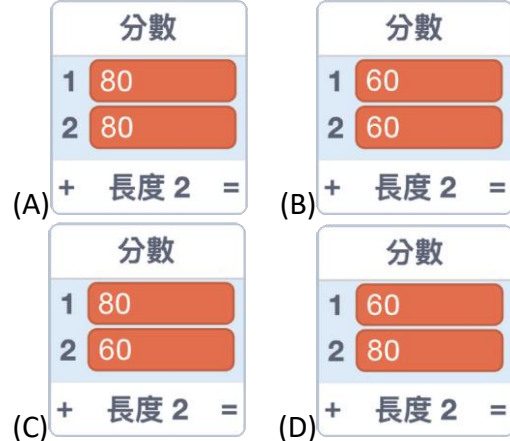 分數
1 80
2 80
(A) + 長度 2 =
分數
1 60
2 60
(B) + 長度 2 =
分數
1 80
2 60
(C) + 長度 2 =
分數
1 60
2 80
(D) + 長度 2 =